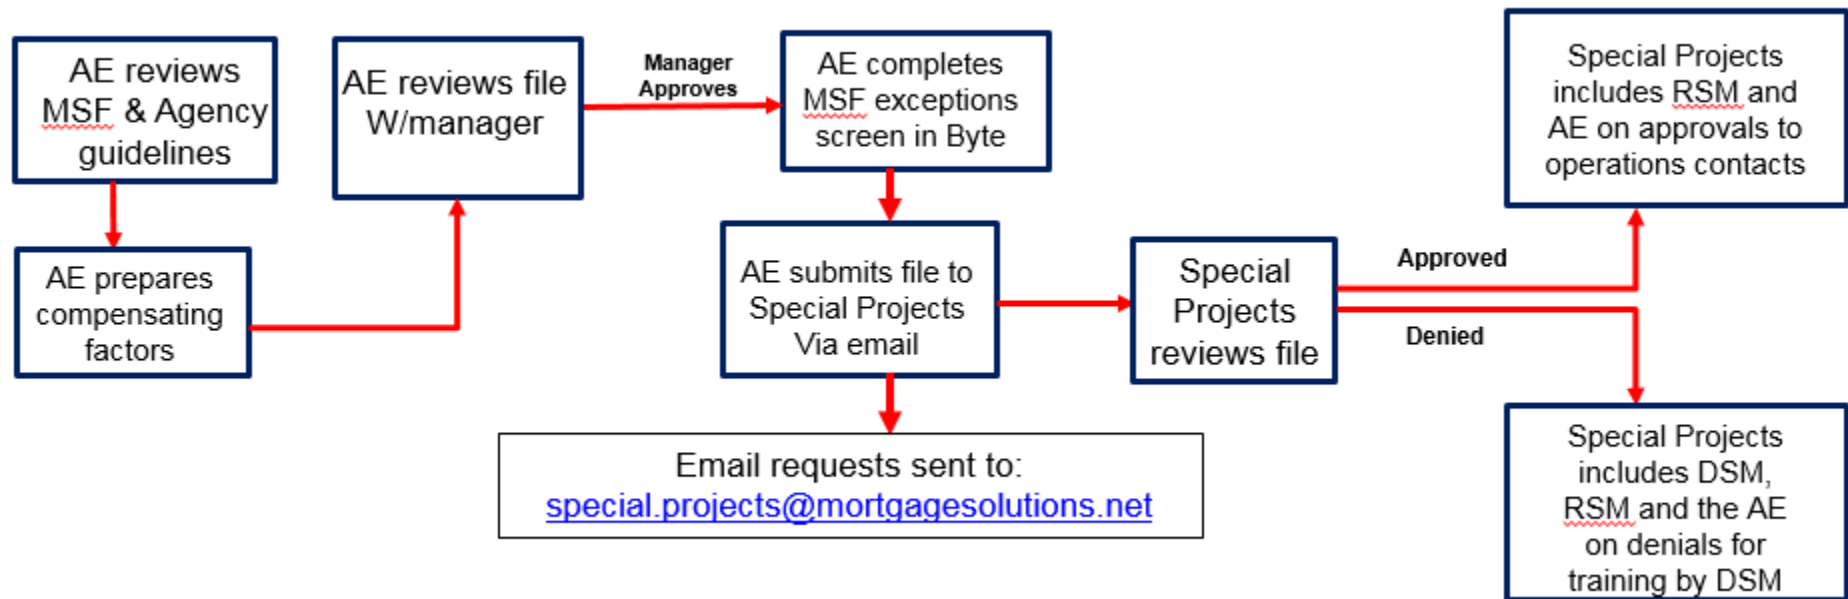 AE reviews
MSF & Agency
guidelines
AE prepares
compensating
factors
AE reviews file
W/manager
Manager
Approves
AE completes
MSF exceptions
screen in Byte
AE submits file to
Special Projects
Via email
Email requests sent to:
special.projects@mortgagesolutions.net
Special
Projects
reviews file
Approved
Denied
Special Projects
includes RSM and
AE on approvals to
operations contacts
Special Projects
includes DSM,
RSM and the AE
on denials for
training by DSM